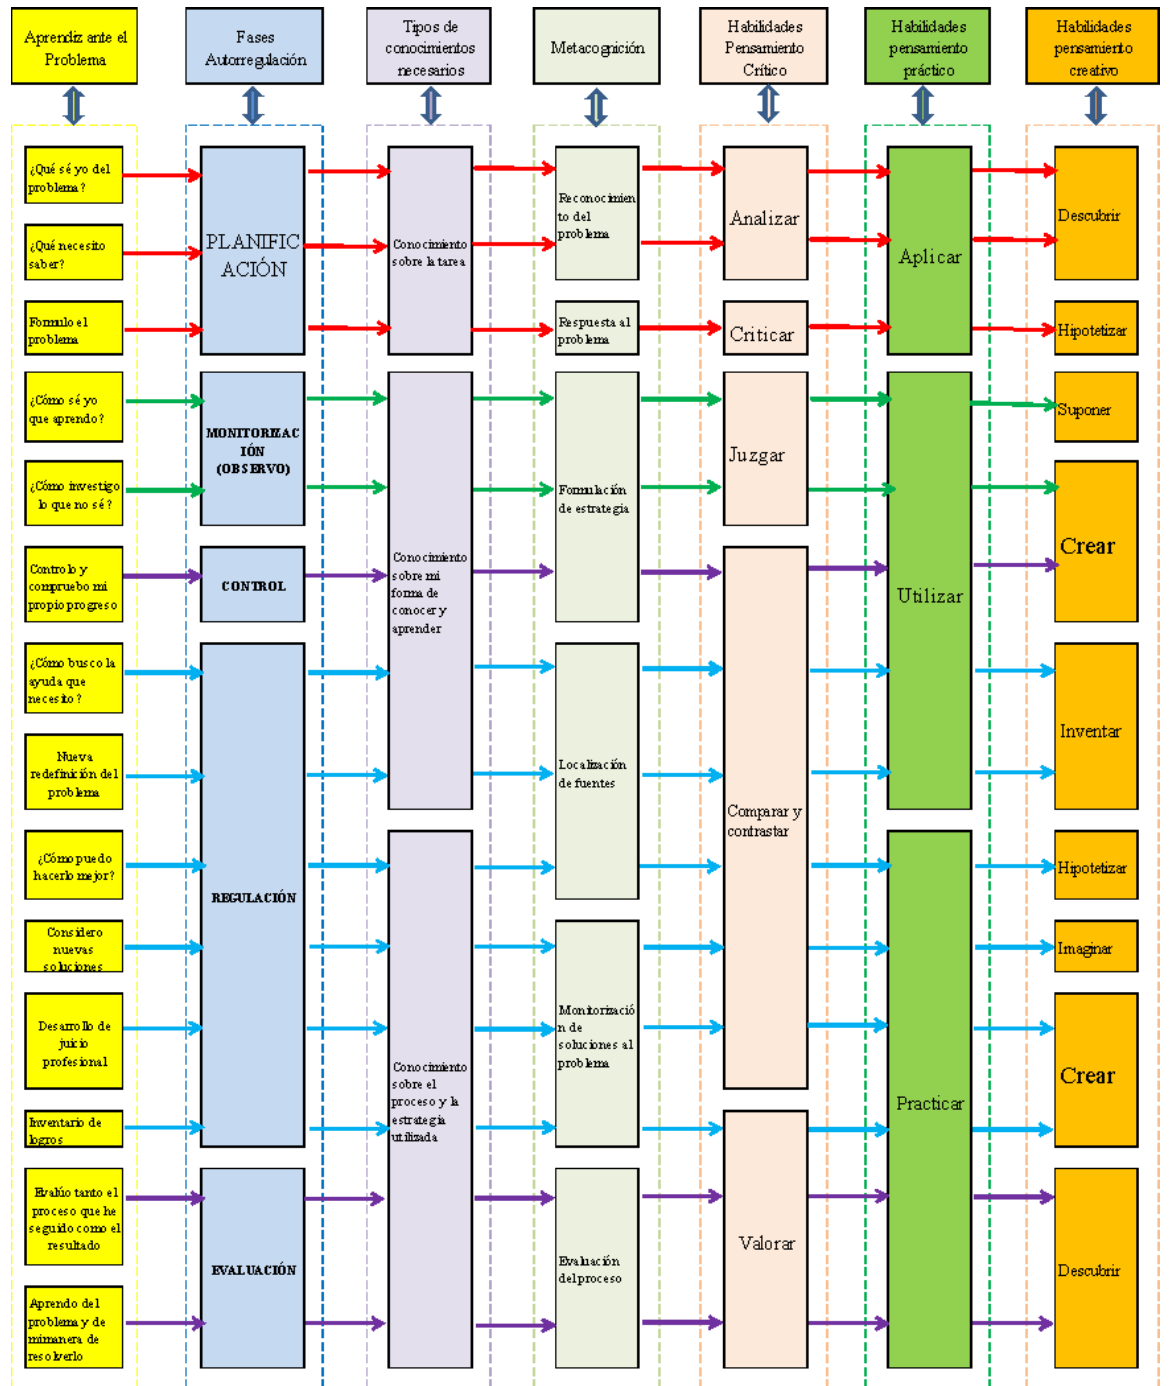 Aprendiz ante el
Problema
Fases
Autorregulación
Tipos de
conocimientos
necesarios
Metacognición
Habilidades
Pensamiento
Crítico
Habilidades
pensamiento
práctico
Habilidades
pensamiento
creativo
¿Qué sé yo del
problema?
¿Qué necesito
saber?
Formulo el
problema
¿Cómo sé yo
que aprendo?
¿Cómo investigo
lo que no sé?
Controlo y
compruebo mi
propio progreso
¿Cómo busco la
ayuda que
necesito?
Nueva
redefinición del
problema
¿Cómo puedo
hacerlo mejor?
Considero
nuevas
soluciones
Desarrollo de
juicio
profesional
Inventario de
logros
Evalúo tanto el
proceso que he
seguido como el
resultado
Aprendo del
problema y de
mimanera de
resolverlo
PLANIFIC
ACIÓN
MONITORIZAC
IÓN
(OBSERVO)
CONTROL
REGULACIÓN
EVALUACIÓN
Conocimiento
sobre la tarea
Conocimiento
sobre mi
forma de
conocer y
aprender
Conocimiento
sobre el
proceso y la
estrategia
utilizada
Reconocimien
to del
problema
Respuesta al
problema
Formulación
de estrategia
Localización
de fuentes
Monitorizació
n de
soluciones al
problema
Evaluación
del proceso
Analizar
Criticar
Juzgar
Comparar y
contrastar
Valorar
Aplicar
Utilizar
Practicar
Descubrir
Hipotetizar
Suponer
Crear
Inventar
Hipotetizar
Imaginar
Crear
Descubrir